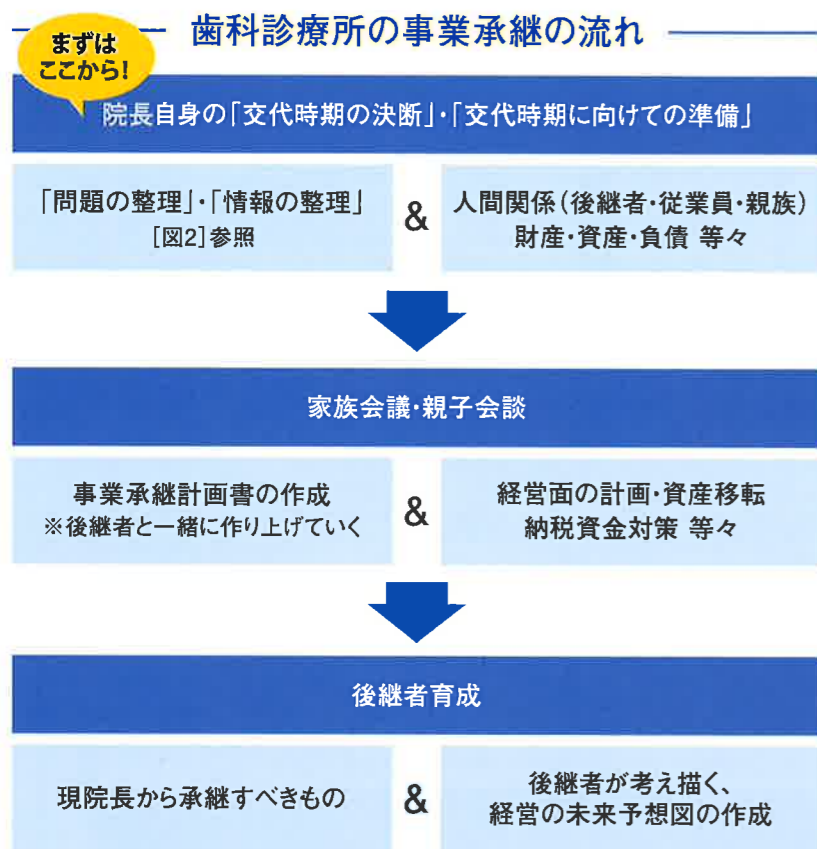 歯科診療所の事業承継の流れ
まずは
ここから!
院長自身の「交代時期の決断」・「交代時期に向けての準備」
「問題の整理」・「情報の整理」
[図2]参照
&
人間関係(後継者・従業員・親族)
財産・資産・負債 等々
家族会議・親子会談
事業承継計画書の作成
※後継者と一緒に作り上げていく
&
経営面の計画・資産移転
納税資金対策 等々
後継者育成
現院長から承継すべきもの
&
後継者が考え描く、
経営の未来予想図の作成